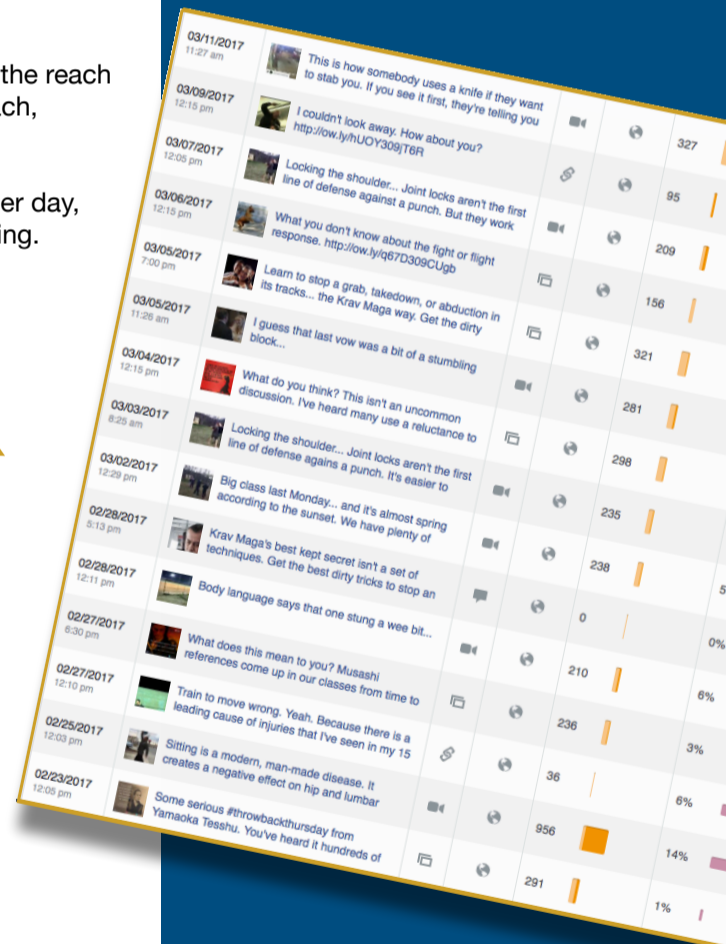 the reach
ch,
er day,
ing.
03/11/2017
11:27 am
This is how somebody uses a knife if they want
to stab you. If you see it first, they're telling you
327
03/09/2017
12:15 pm
I couldn't look away. How about you?
http://ow.ly/hUOY309jT6R
95
03/07/2017
12:05 pm
Locking the shoulder... Joint locks aren't the first
line of defense against a punch. But they work
209
03/06/2017
12:15 pm
What you don't know about the fight or flight
response. http://ow.ly/q67D309CUgb
156
03/05/2017
7:00 pm
Learn to stop a grab, takedown, or abduction in
its tracks... the Krav Maga way. Get the dirty
321
03/05/2017
11:26 am
I guess that last vow was a bit of a stumbling
block...
281
03/04/2017
12:15 pm
What do you think? This isn't an uncommon
discussion. I've heard many use a reluctance to
298
03/03/2017
8:25 am
Locking the shoulder... Joint locks aren't the first
line of defense agains a punch. It's easier to
235
03/02/2017
12:29 pm
Big class last Monday... and it's almost spring
according to the sunset. We have plenty of
238
5
02/28/2017
5:13 pm
Krav Maga's best kept secret isn't a set of
techniques. Get the best dirty tricks to stop an
0
0%
02/28/2017
12:11 pm
Body language says that one stung a wee bit...
210
6%
02/27/2017
6:30 pm
What does this mean to you? Musashi
references come up in our classes from time to
236
3%
02/27/2017
12:10 pm
Train to move wrong. Yeah. Because there is a
leading cause of injuries that I've seen in my 15
36
6%
02/25/2017
12:03 pm
Sitting is a modern, man-made disease. It
creates a negative effect on hip and lumbar
956
14%
02/23/2017
12:05 pm
Some serious #throwbackthursday from
Yamaoka Tesshu. You've heard it hundreds of
291
1%